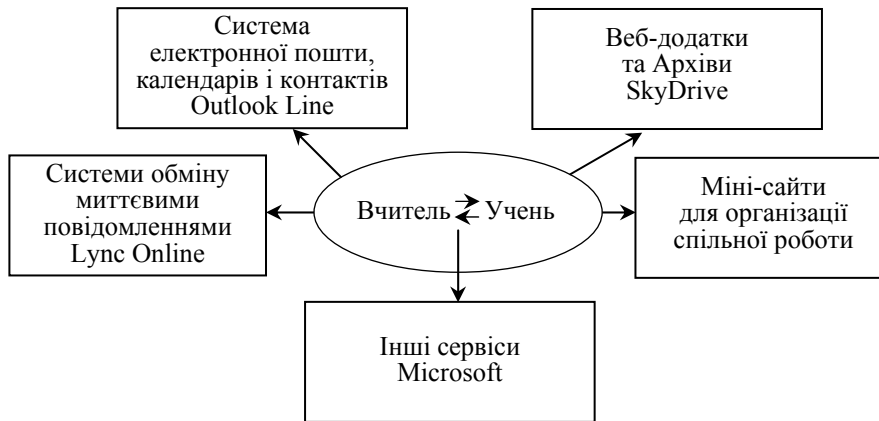 Система
електронної пошти,
календарів і контактів
Outlook Line
Веб-додатки
та Архіви
SkyDrive
Системи обміну
миттєвими
повідомленнями
Lync Online
Вчитель Учень
Міні-сайти
для організації
спільної роботи
Інші сервіси
Microsoft